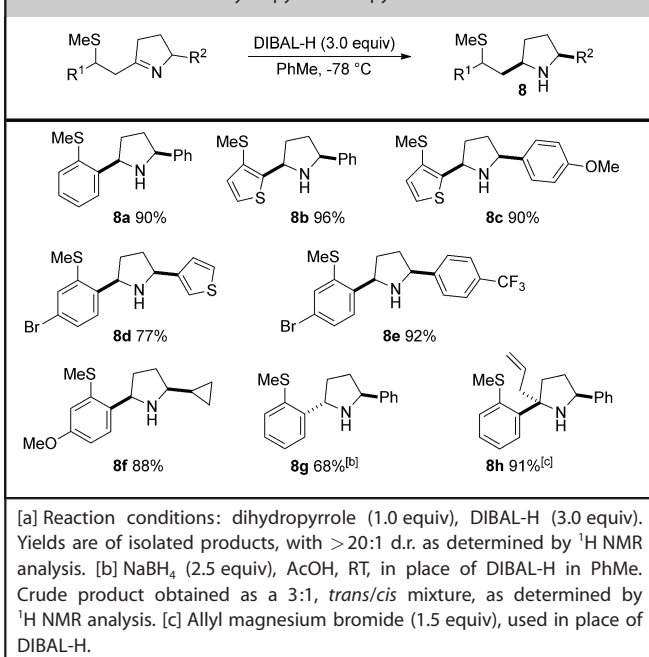 MeS
R1
N
R2
DIBAL-H (3.0 equiv)
PhMe, -78 °C
MeS
R1
N
H
R2
8
MeS
N
H
Ph
8a 90%
MeS
S
N
H
Ph
8b 96%
MeS
S
N
H
OMe
8c 90%
MeS
Br
N
H
S
8d 77%
MeS
Br
N
H
CF3
8e 92%
MeS
MeO
N
H
8f 88%
MeS
N
H
Ph
8g 68%[b]
MeS
N
H
Ph
8h 91%[c]
[a] Reaction conditions: dihydropyrrole (1.0 equiv), DIBAL-H (3.0 equiv).
Yields are of isolated products, with >20:1 d.r. as determined by 1H NMR
analysis. [b] NaBH4 (2.5 equiv), AcOH, RT, in place of DIBAL-H in PhMe.
Crude product obtained as a 3:1, trans/cis mixture, as determined by
1H NMR analysis. [c] Allyl magnesium bromide (1.5 equiv), used in place of
DIBAL-H.